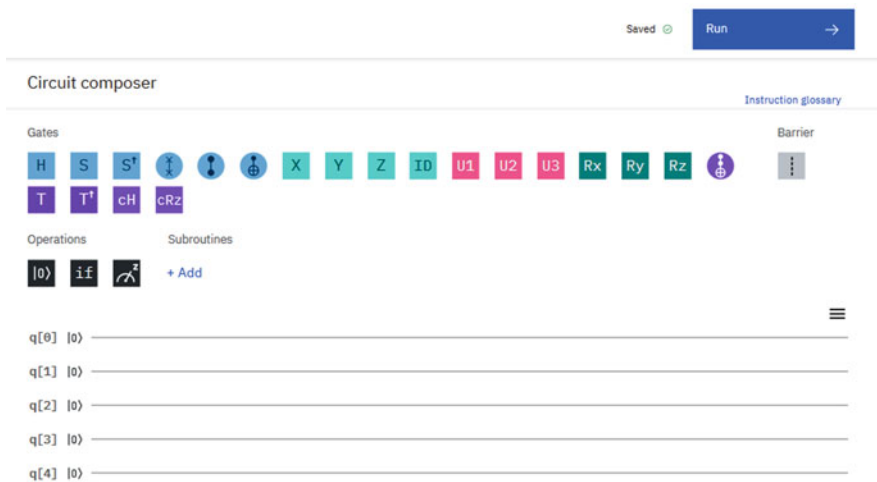 Saved Run →
Circuit composer
Instruction glossary
Gates Barrier
H S S† X Y Z ID U1 U2 U3 Rx Ry Rz
T T† cH cRz
Operations Subroutines
|0⟩ if z + Add
q[0] |0⟩
q[1] |0⟩
q[2] |0⟩
q[3] |0⟩
q[4] |0⟩